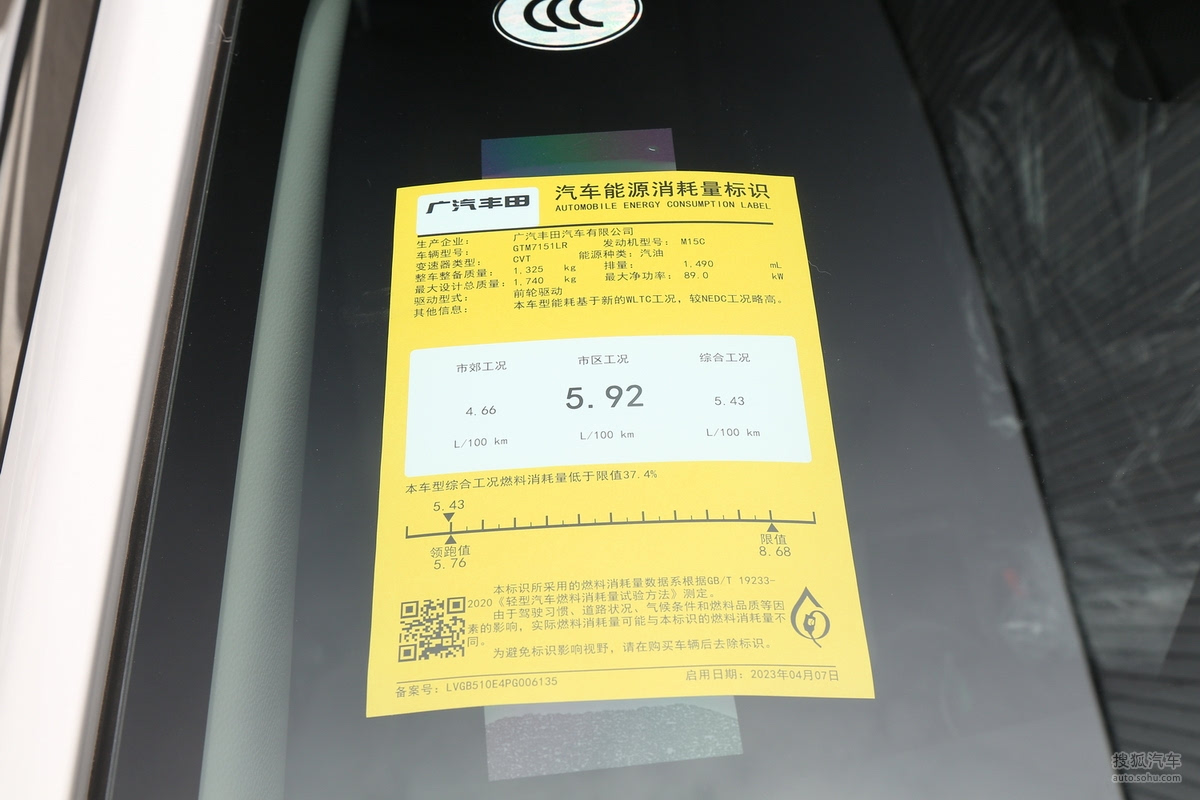 CCC
广汽丰田
汽车能源消耗量标识
AUTOMOBILE ENERGY CONSUMPTION LABEL
生产企业: 广汽丰田汽车有限公司
车辆型号: GTM7151LR 发动机型号: M15C
变速器类型: CVT 能源种类: 汽油
整车整备质量: 1,325 kg 排量: 1,490 mL
最大设计总质量: 1,740 kg 最大净功率: 89.0 kW
驱动型式: 前轮驱动
其他信息: 本车型能耗基于新的WLTC工况, 较NEDC工况略高。
市郊工况 市区工况 综合工况
4.66 5.92 5.43
L/100 km L/100 km L/100 km
本车型综合工况燃料消耗量低于限值37.4%
5.43
领跑值 限值
5.76 8.68
本标识所采用的燃料消耗量数据系根据GB/T 19233-
2020《轻型汽车燃料消耗量试验方法》测定。
由于驾驶习惯、道路状况、气候条件和燃料品质等因
素的影响, 实际燃料消耗量可能与本标识的燃料消耗量不
同。
为避免标识影响视野, 请在购买车辆后去除标识。
备案号: LVGB510E4PG006135 启用日期: 2023年04月07日
搜狐汽车
auto.sohu.com